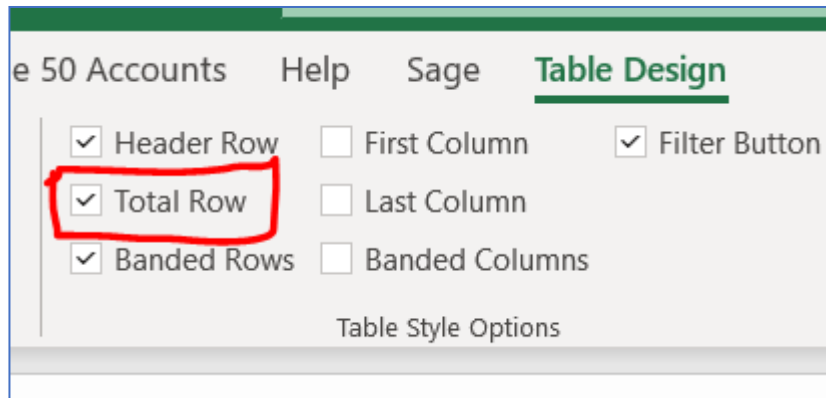 e 50 Accounts Help Sage Table Design
Header Row First Column Filter Button
Total Row Last Column
Banded Rows Banded Columns
Table Style Options